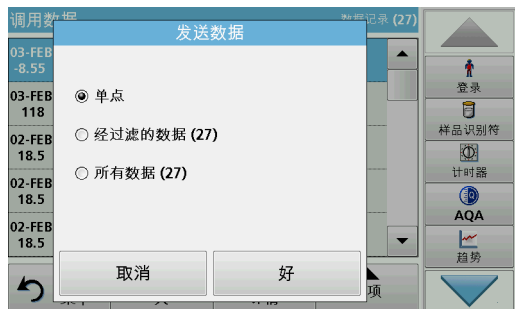 调用数据
数据记录 (27)
发送数据
03-FEB
-8.55
03-FEB
118
02-FEB
18.5
02-FEB
18.5
02-FEB
18.5
单点
经过滤的数据 (27)
所有数据 (27)
取消
好
项
登录
样品识别符
计时器
AQA
趋势